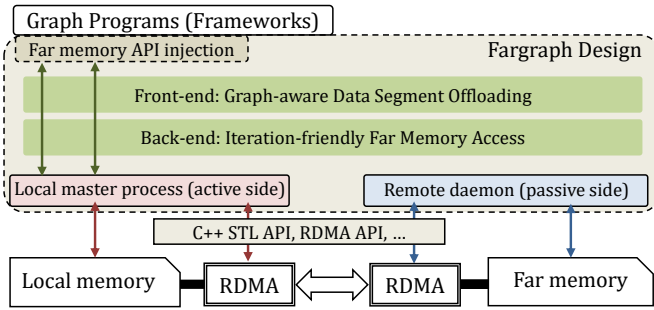 Graph Programs (Frameworks)
Far memory API injection
Fargraph Design
Front-end: Graph-aware Data Segment Offloading
Back-end: Iteration-friendly Far Memory Access
Local master process (active side)
Remote daemon (passive side)
C++ STL API, RDMA API, ...
Local memory
RDMA
RDMA
Far memory